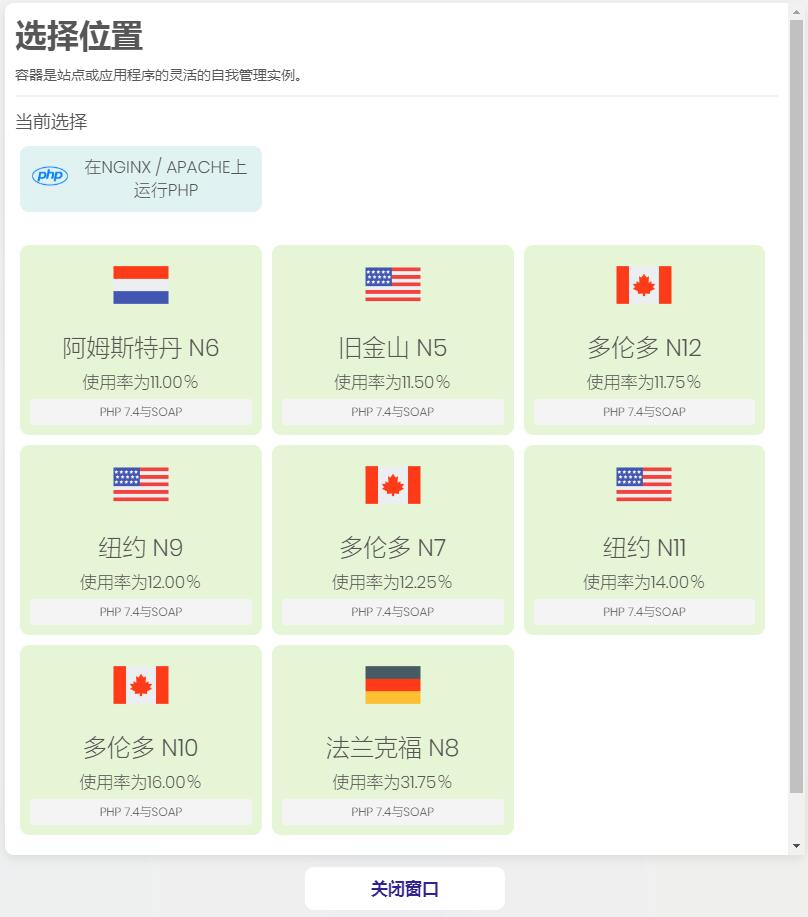 选择位置
容器是站点或应用程序的灵活的自我管理实例。
当前选择
php
在NGINX / APACHE上
运行PHP
阿姆斯特丹 N6
使用率为11.00%
PHP 7.4与SOAP
旧金山 N5
使用率为11.50%
PHP 7.4与SOAP
多伦多 N12
使用率为11.75%
PHP 7.4与SOAP
纽约 N9
使用率为12.00%
PHP 7.4与SOAP
多伦多 N7
使用率为12.25%
PHP 7.4与SOAP
纽约 N11
使用率为14.00%
PHP 7.4与SOAP
多伦多 N10
使用率为16.00%
PHP 7.4与SOAP
法兰克福 N8
使用率为31.75%
PHP 7.4与SOAP
关闭窗口